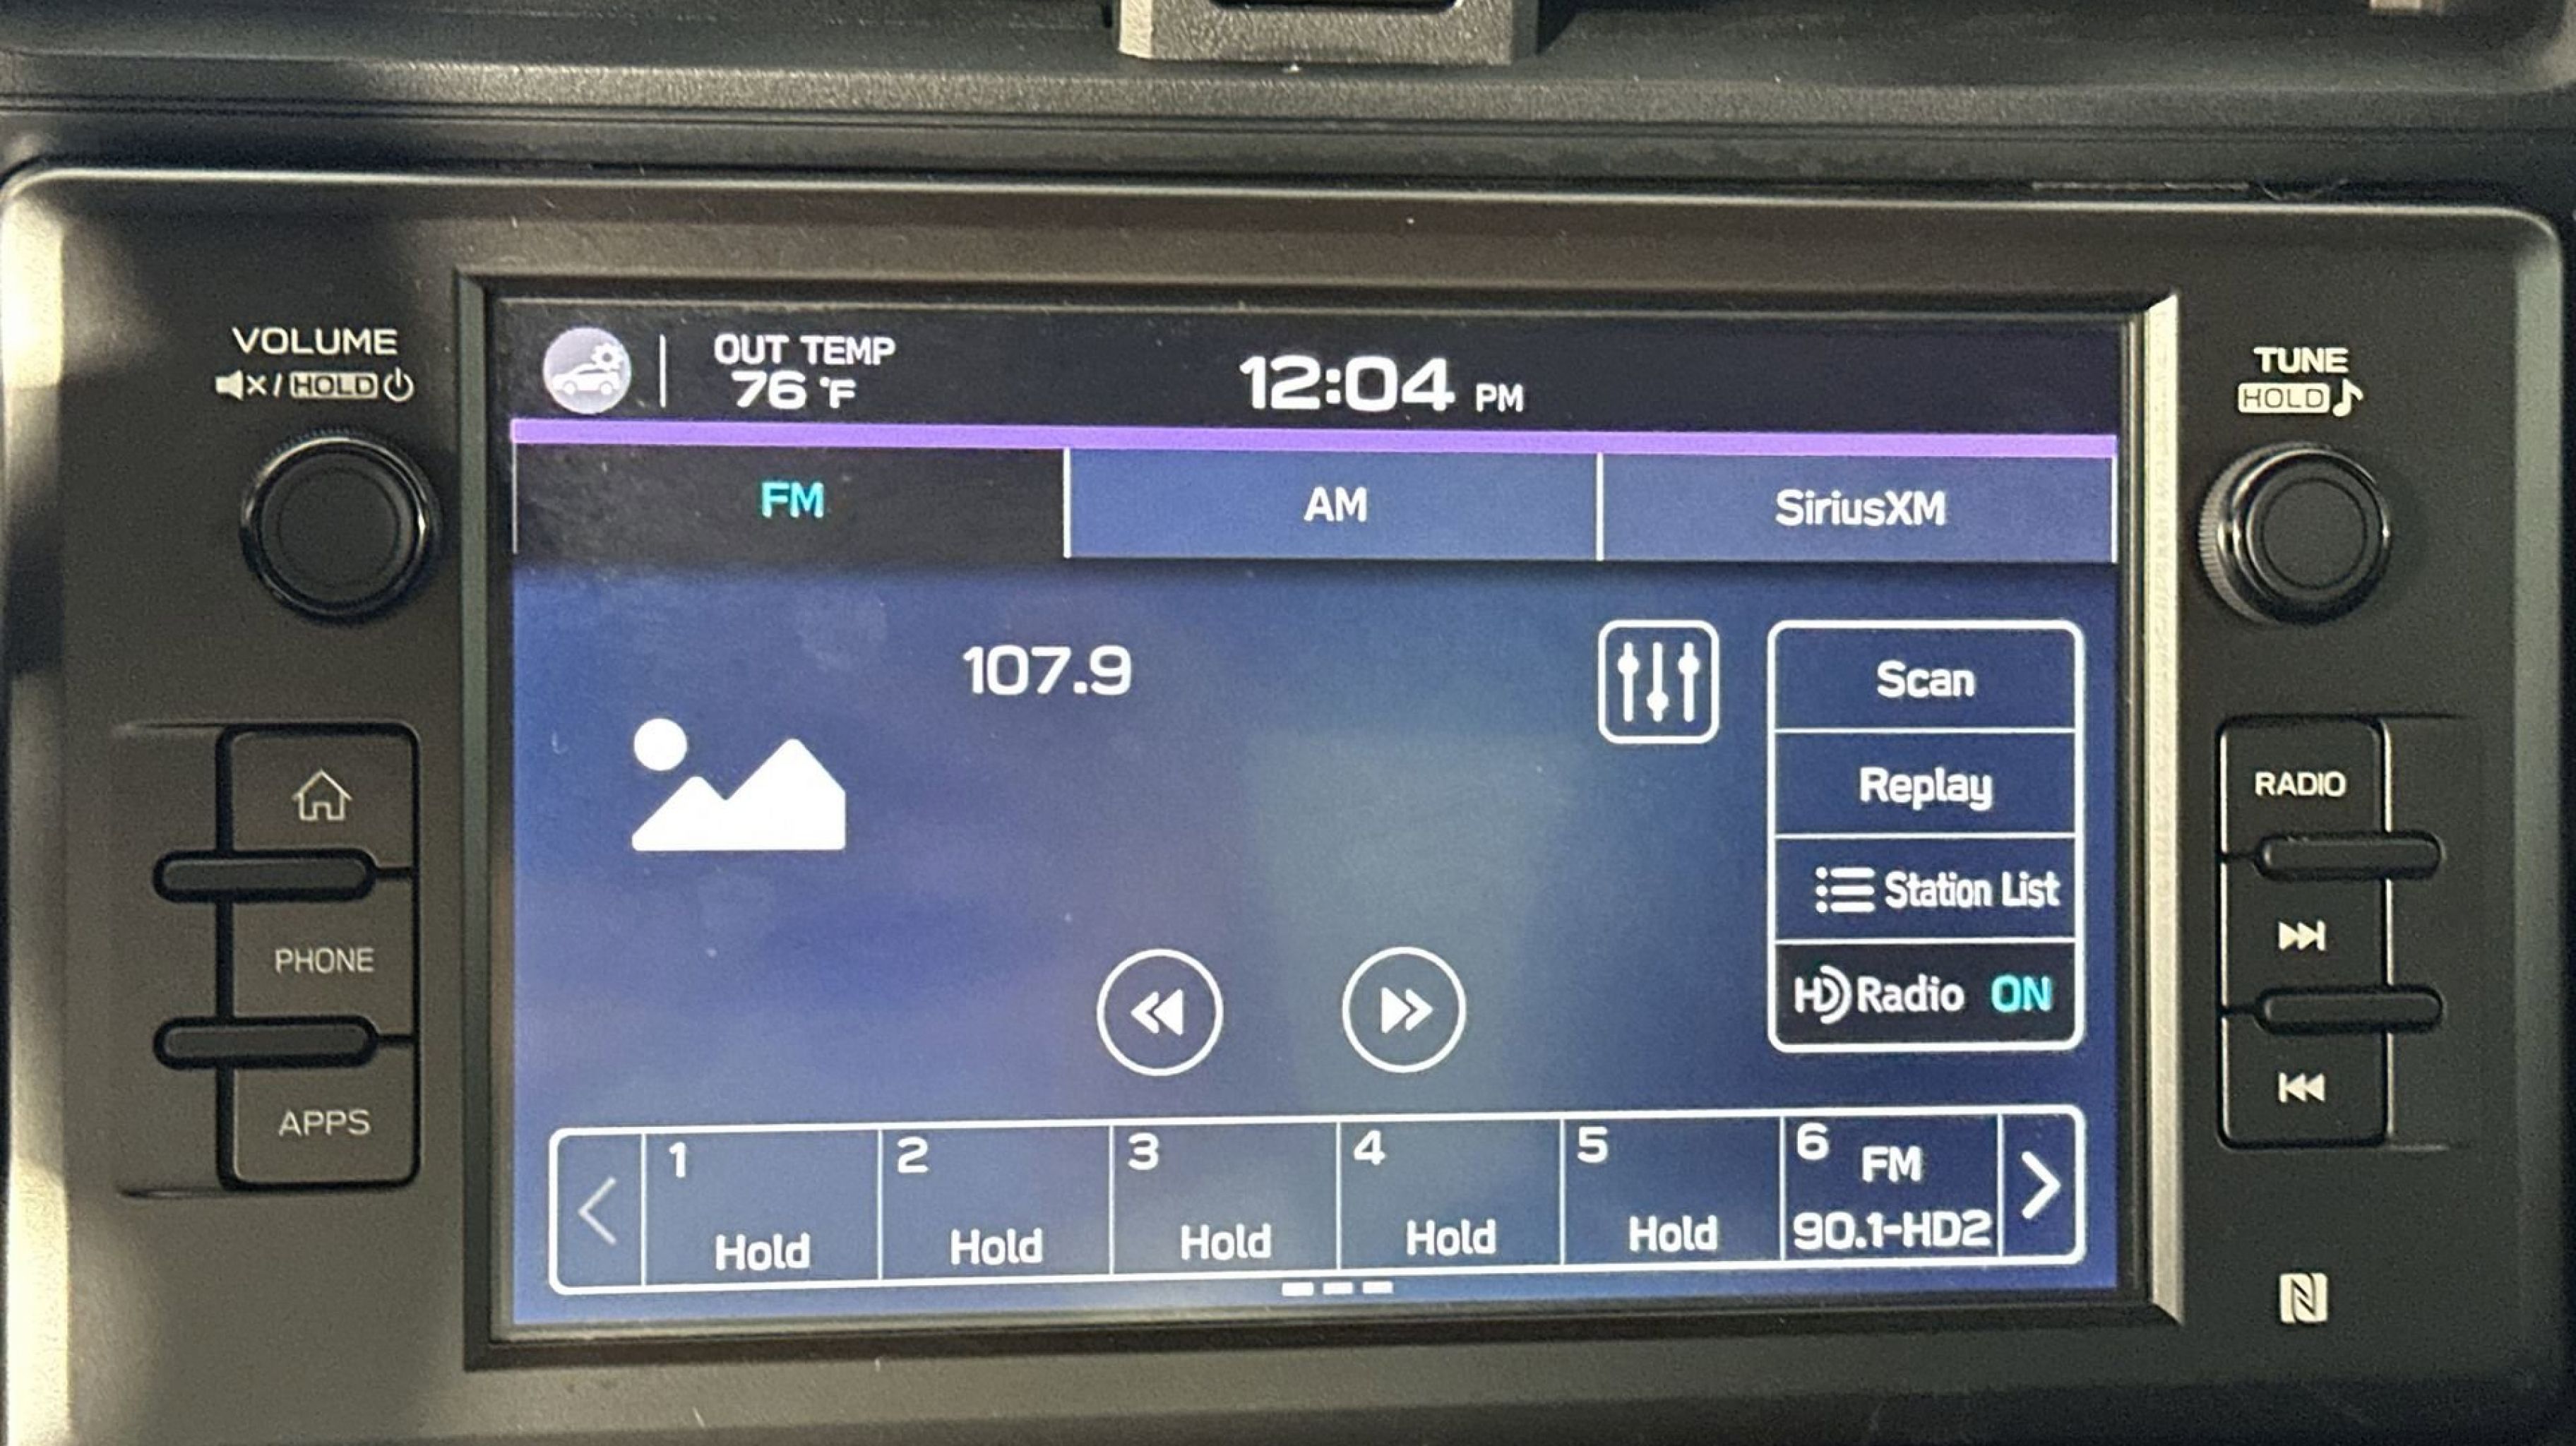 VOLUME
HOLD
OUT TEMP
76 °F
12:04 PM
TUNE
HOLD
FM
AM
SiriusXM
107.9
Scan
Replay
Station List
HD Radio ON
PHONE
APPS
RADIO
1
Hold
2
Hold
3
Hold
4
Hold
5
Hold
6 FM
90.1-HD2